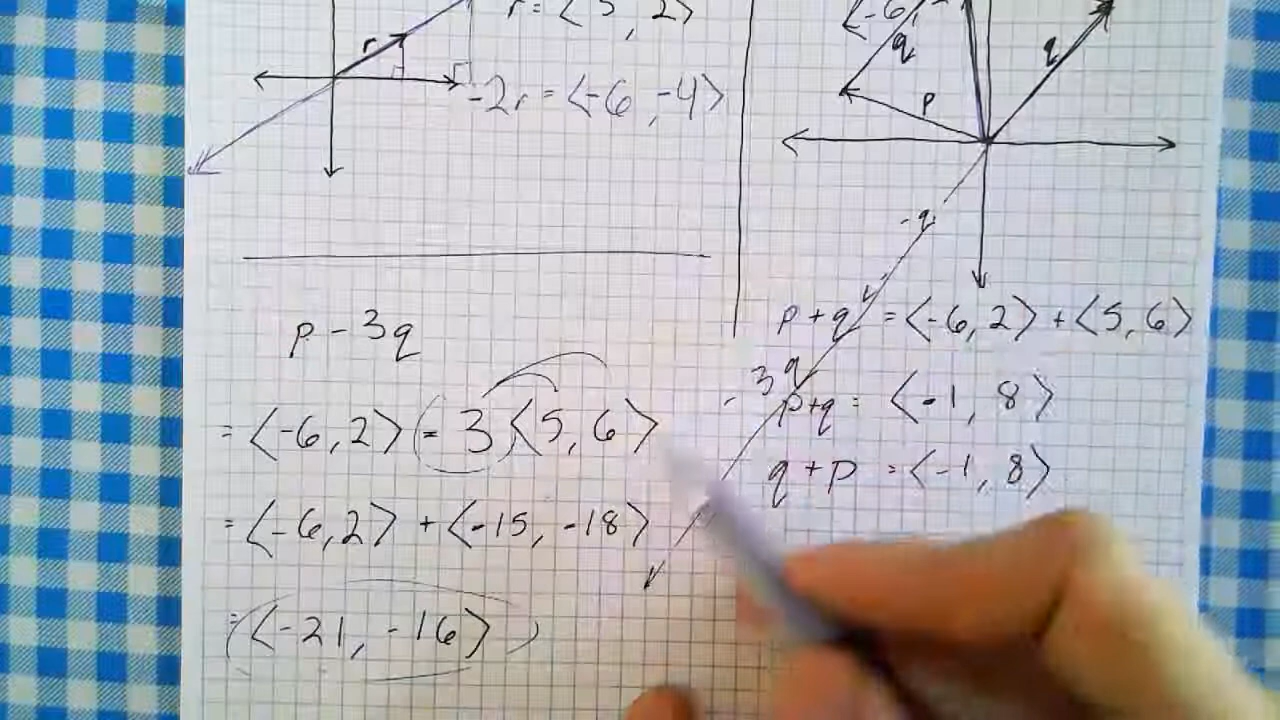 r = ⟨3, 2⟩
r
-2r = ⟨-6, -4⟩
p - 3q
= ⟨-6, 2⟩ - 3⟨5, 6⟩
= ⟨-6, 2⟩ + ⟨-15, -18⟩
= ⟨-21, -16⟩
⟨-6,
q
q
p
-q
-3q
p + q = ⟨-6, 2⟩ + ⟨5, 6⟩
p+q = ⟨-1, 8⟩
q + p = ⟨-1, 8⟩